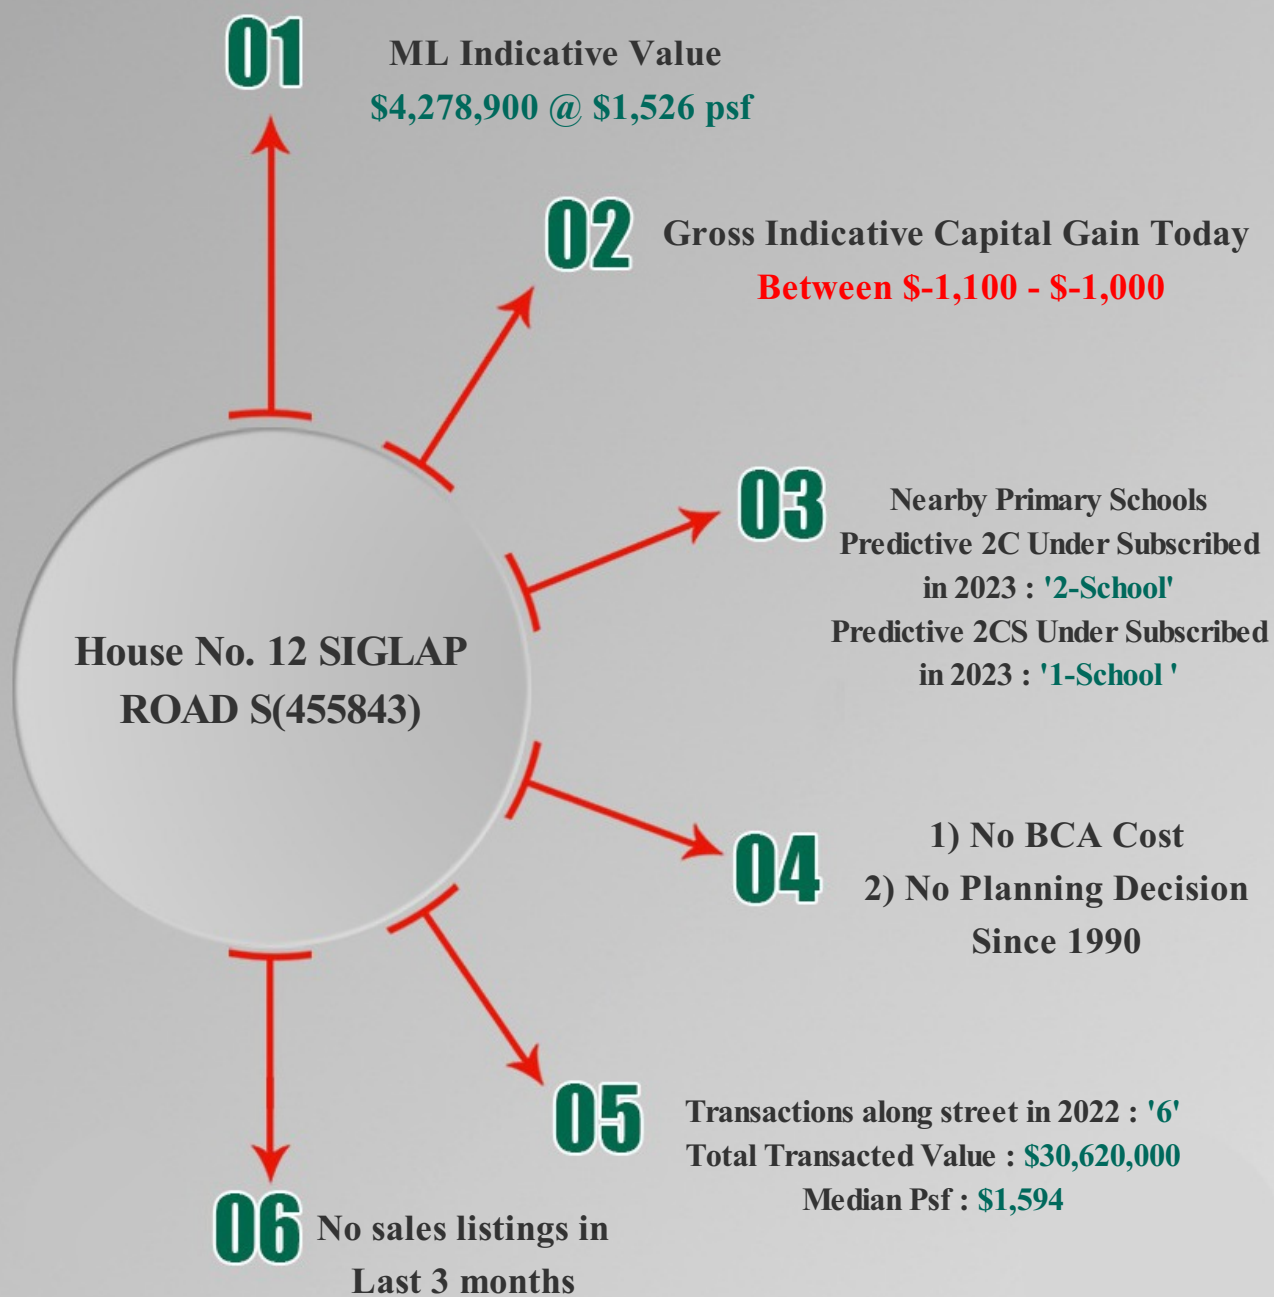 01
ML Indicative Value
$4,278,900 @ $1,526 psf
02
Gross Indicative Capital Gain Today
Between $-1,100 - $-1,000
03
Nearby Primary Schools
Predictive 2C Under Subscribed
in 2023 : '2-School'
Predictive 2CS Under Subscribed
in 2023 : '1-School '
House No. 12 SIGLAP
ROAD S(455843)
04
1) No BCA Cost
2) No Planning Decision
Since 1990
05
Transactions along street in 2022 : '6'
Total Transacted Value : $30,620,000
Median Psf : $1,594
06
No sales listings in
Last 3 months